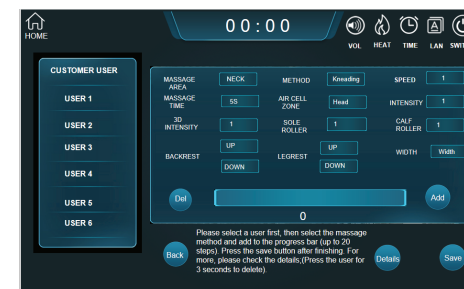 00:00
HOME
VOL
HEAT
TIME
LAN
A
CUSTOMER USER
USER 1
USER 2
USER 3
USER 4
USER 5
USER 6
MASSAGE
AREA
NECK
METHOD
Kneading
SPEED
1
MASSAGE
TIME
5S
AIR CELL
ZONE
Head
INTENSITY
1
3D
INTENSITY
1
SOLE
ROLLER
1
CALF
ROLLER
1
BACKREST
UP
DOWN
LEGREST
UP
DOWN
WIDTH
Width
Del
Add
0
Back
Please select a user first, then select the massage
method and add to the progress bar (up to 20
steps). Press the save button after finishing. For
more, please check the details;(Press the user for
3 seconds to delete).
Details
Save